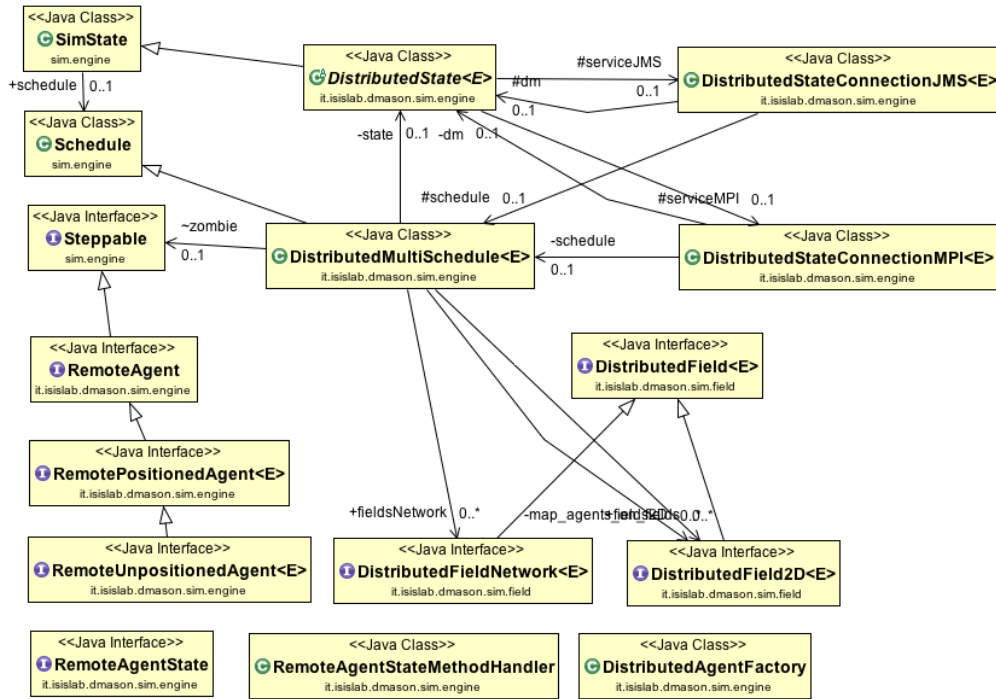 <<Java Class>>
SimState
sim.engine
+schedule
0..1
<<Java Class>>
Schedule
sim.engine
<<Java Class>>
DistributedState<E>
it.isislab.dmason.sim.engine
#serviceJMS
0..1
#dm
0..1
<<Java Class>>
DistributedStateConnectionJMS<E>
it.isislab.dmason.sim.engine
-state
0..1
-dm
0..1
#schedule
0..1
#serviceMPI
0..1
<<Java Interface>>
Steppable
sim.engine
~zombie
0..1
<<Java Class>>
DistributedMultiSchedule<E>
it.isislab.dmason.sim.engine
-schedule
0..1
<<Java Class>>
DistributedStateConnectionMPI<E>
it.isislab.dmason.sim.engine
<<Java Interface>>
RemoteAgent
it.isislab.dmason.sim.engine
<<Java Interface>>
DistributedField<E>
it.isislab.dmason.sim.field
<<Java Interface>>
RemotePositionedAgent<E>
it.isislab.dmason.sim.engine
+fieldsNetwork
0..*
0..*
<<Java Interface>>
RemoteUnpositionedAgent<E>
it.isislab.dmason.sim.engine
<<Java Interface>>
DistributedFieldNetwork<E>
it.isislab.dmason.sim.field
<<Java Interface>>
DistributedField2D<E>
it.isislab.dmason.sim.field
<<Java Interface>>
RemoteAgentState
it.isislab.dmason.sim.engine
<<Java Class>>
RemoteAgentStateMethodHandler
it.isislab.dmason.sim.engine
<<Java Class>>
DistributedAgentFactory
it.isislab.dmason.sim.engine